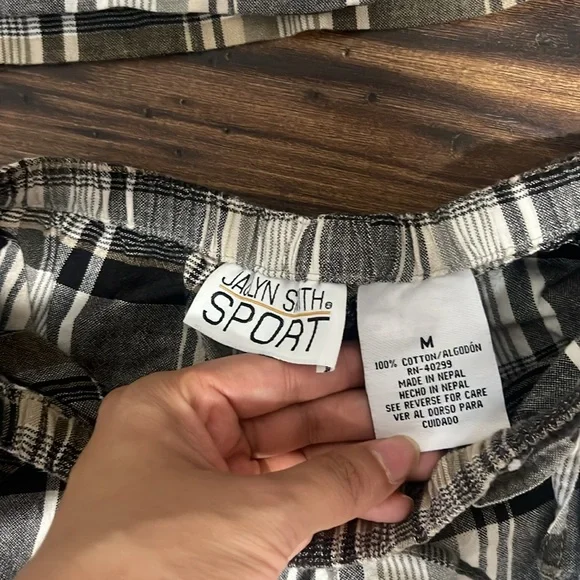 JACLYN SMITH®
SPORT
M
100% COTTON/ALGODÓN
RN-40299
MADE IN NEPAL
HECHO IN NEPAL
SEE REVERSE FOR CARE
VER AL DORSO PARA
CUIDADO